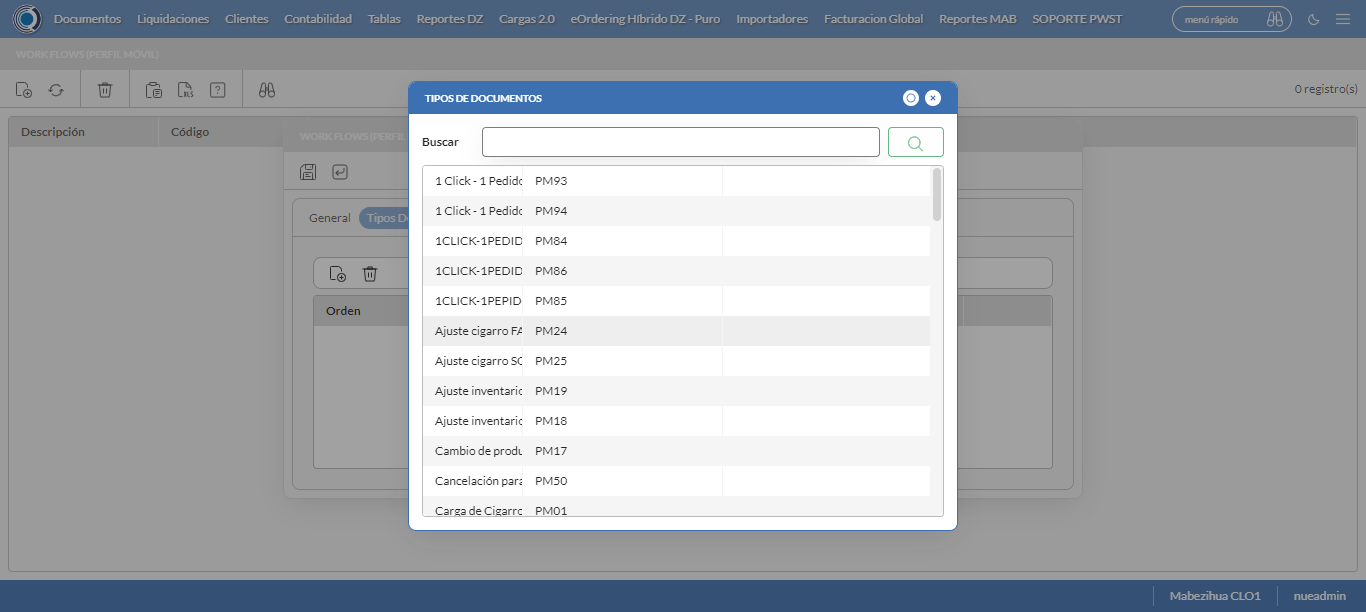 Documentos Liquidaciones Clientes Contabilidad Tablas Reportes DZ Cargas 2.0 eOrdering Híbrido DZ - Puro Importadores Facturacion Global Reportes MAB SOPORTE PWST menú rápido
WORK FLOWS (PERFIL MÓVIL)
XLS ? 0 registro(s)
TIPOS DE DOCUMENTOS
Descripción Código
WORK FLOWS (PERFIL
Buscar
General Tipos D
Orden
1 Click - 1 Pedido PM93
1 Click - 1 Pedido PM94
1CLICK-1PEDID PM84
1CLICK-1PEDID PM86
1CLICK-1PEPID PM85
Ajuste cigarro FA PM24
Ajuste cigarro SO PM25
Ajuste inventario PM19
Ajuste inventario PM18
Cambio de produ PM17
Cancelación para PM50
Carga de Cigarro PM01
Mabezihua CLO1 nueadmin